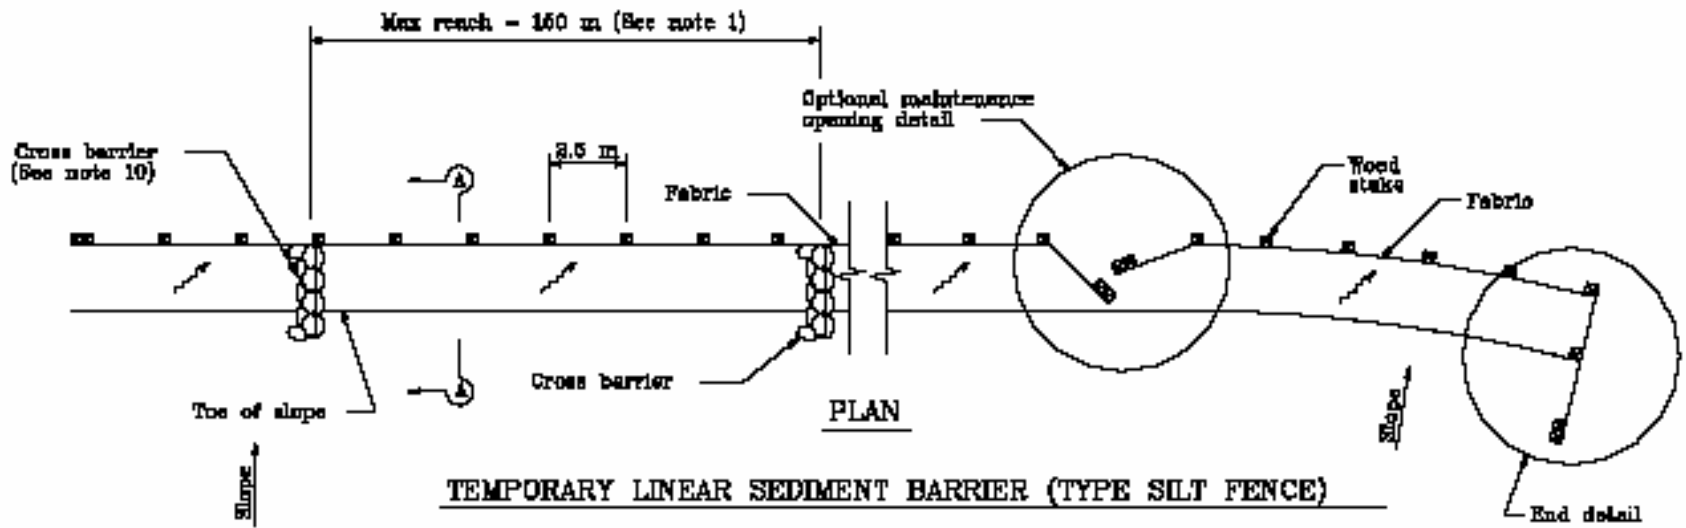 Max reach - 150 m (See note 1)
Optional maintenance
opening detail
Cross barrier
(See note 10)
2.5 m
A
Fabric
Wood
stake
Fabric
Cross barrier
A
Toe of slope
PLAN
Slope
Slope
TEMPORARY LINEAR SEDIMENT BARRIER (TYPE SILT FENCE)
End detail